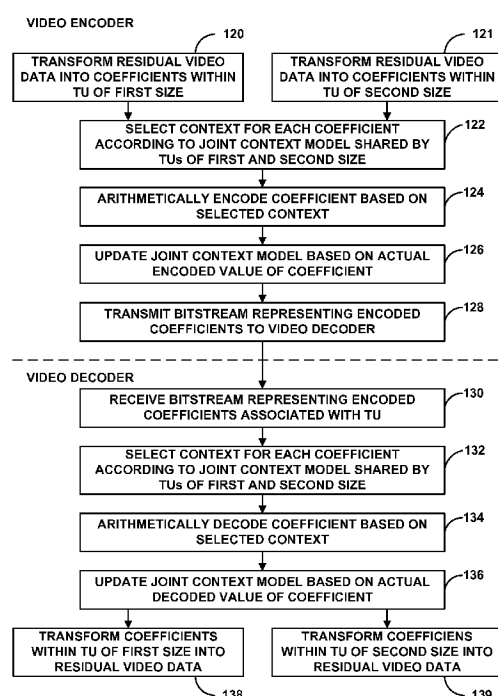 VIDEO ENCODER
120
121
TRANSFORM RESIDUAL VIDEO
DATA INTO COEFFICIENTS WITHIN
TU OF FIRST SIZE
TRANSFORM RESIDUAL VIDEO
DATA INTO COEFFICIENTS WITHIN
TU OF SECOND SIZE
122
SELECT CONTEXT FOR EACH COEFFICIENT
ACCORDING TO JOINT CONTEXT MODEL SHARED BY
TUs OF FIRST AND SECOND SIZE
124
ARITHMETICALLY ENCODE COEFFICIENT BASED ON
SELECTED CONTEXT
126
UPDATE JOINT CONTEXT MODEL BASED ON ACTUAL
ENCODED VALUE OF COEFFICIENT
128
TRANSMIT BITSTREAM REPRESENTING ENCODED
COEFFICIENTS TO VIDEO DECODER
VIDEO DECODER
130
RECEIVE BITSTREAM REPRESENTING ENCODED
COEFFICIENTS ASSOCIATED WITH TU
132
SELECT CONTEXT FOR EACH COEFFICIENT
ACCORDING TO JOINT CONTEXT MODEL SHARED BY
TUs OF FIRST AND SECOND SIZE
134
ARITHMETICALLY DECODE COEFFICIENT BASED ON
SELECTED CONTEXT
136
UPDATE JOINT CONTEXT MODEL BASED ON ACTUAL
DECODED VALUE OF COEFFICIENT
TRANSFORM COEFFICIENTS
WITHIN TU OF FIRST SIZE INTO
RESIDUAL VIDEO DATA
TRANSFORM COEFFICIENS
WITHIN TU OF SECOND SIZE INTO
RESIDUAL VIDEO DATA
138
139